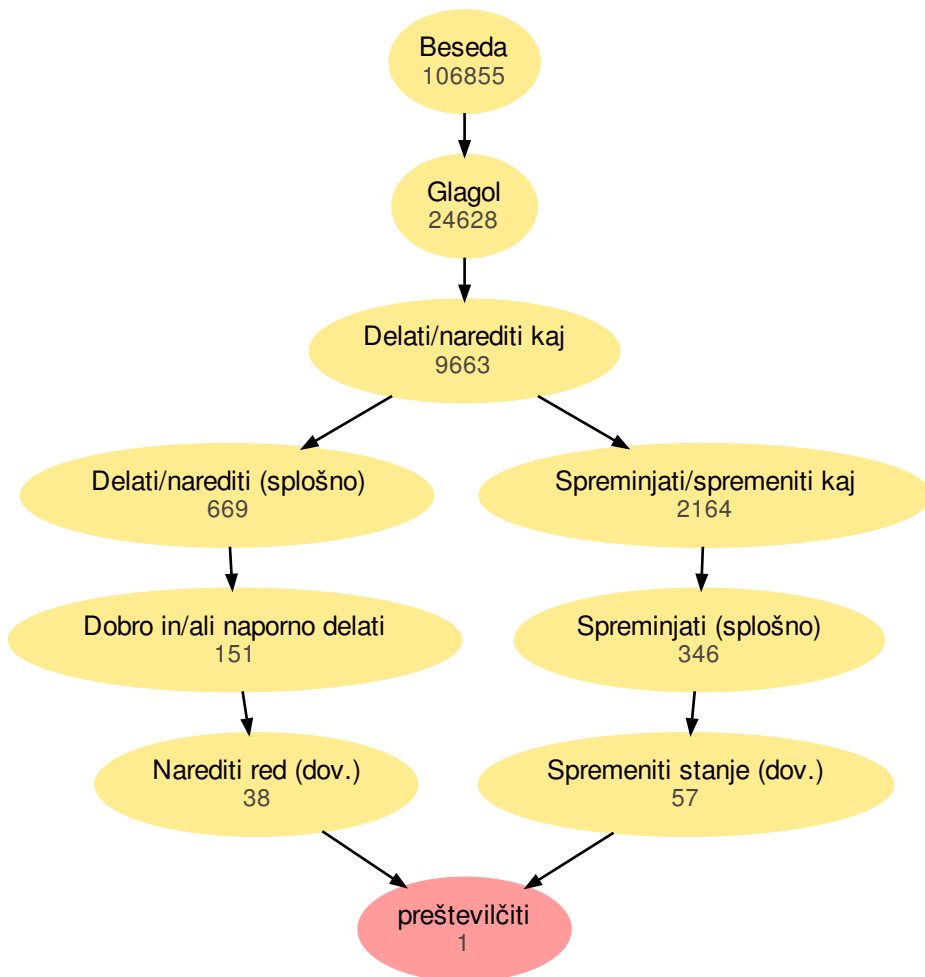 Beseda
106855
Glagol
24628
Delati/narediti kaj
9663
Delati/narediti (splošno)
669
Spreminjati/spremeniti kaj
2164
Dobro in/ali naporno delati
151
Spreminjati (splošno)
346
Narediti red (dov.)
38
Spremeniti stanje (dov.)
57
preštevilčiti
1